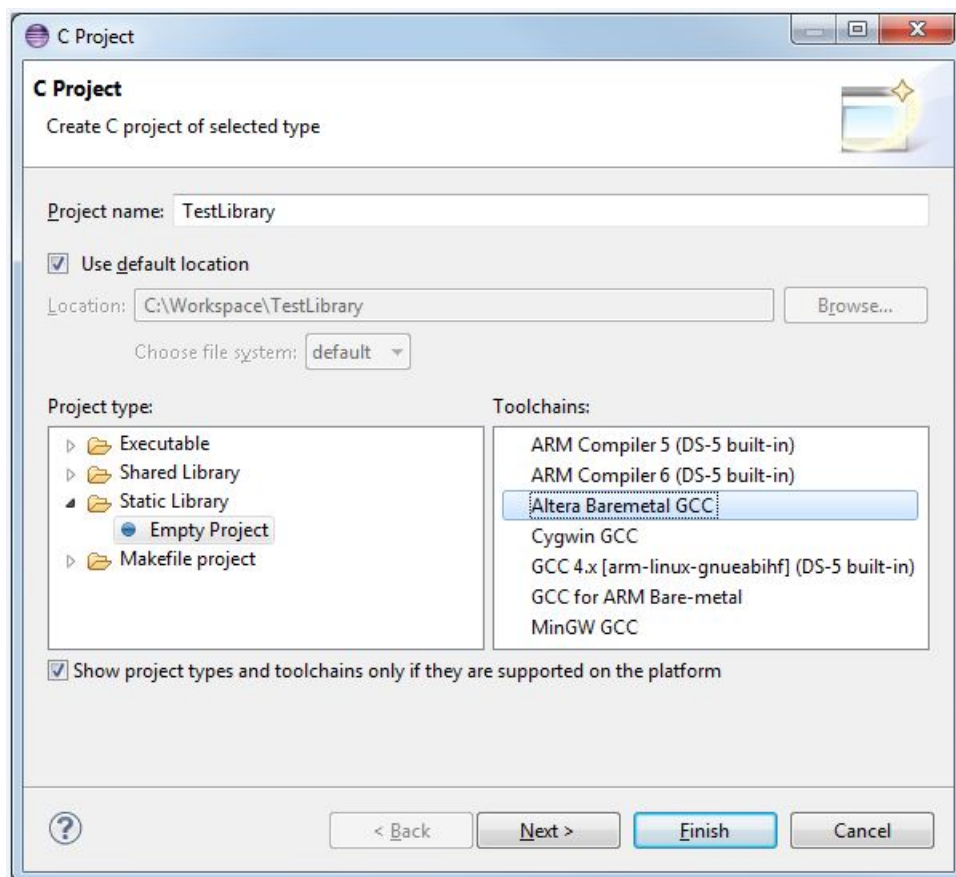 C Project
C Project
Create C project of selected type
Project name: TestLibrary
Use default location
Location: C:\Workspace\TestLibrary Browse...
Choose file system: default
Project type:
Executable
Shared Library
Static Library
Empty Project
Makefile project
Toolchains:
ARM Compiler 5 (DS-5 built-in)
ARM Compiler 6 (DS-5 built-in)
Altera Baremetal GCC
Cygwin GCC
GCC 4.x [arm-linux-gnueabihf] (DS-5 built-in)
GCC for ARM Bare-metal
MinGW GCC
Show project types and toolchains only if they are supported on the platform
? < Back Next > Finish Cancel